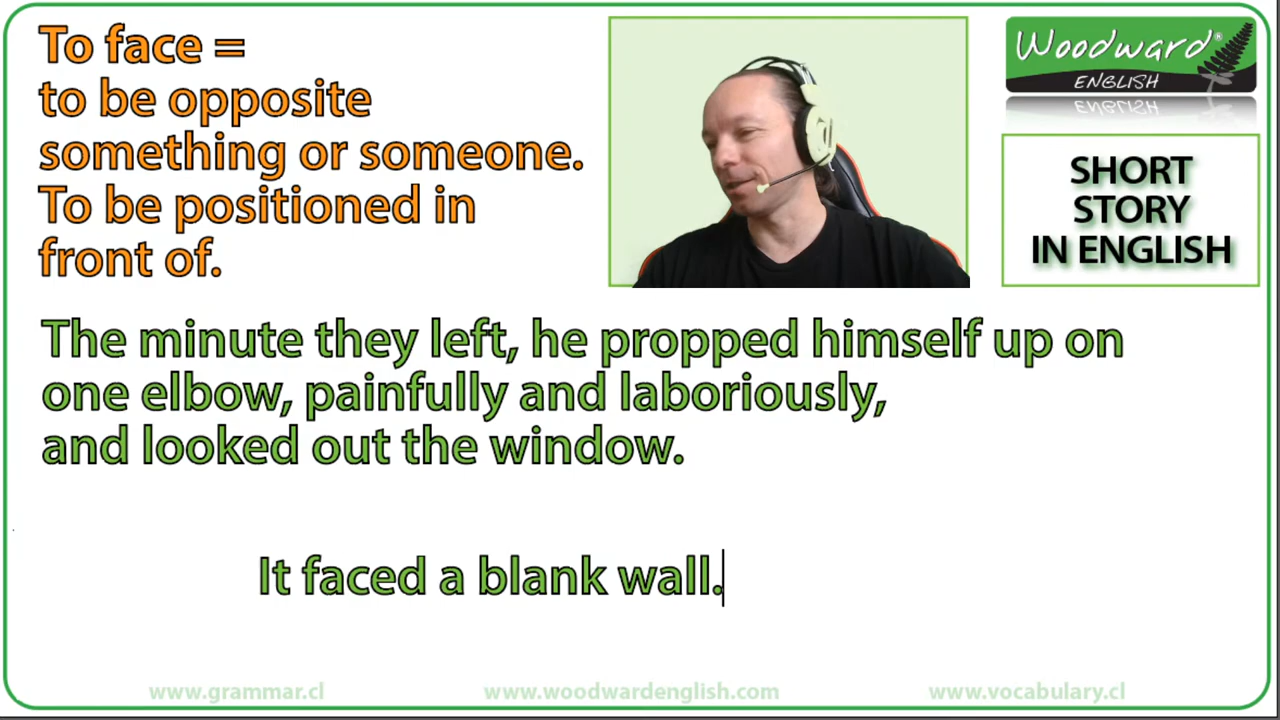 To face =
to be opposite
something or someone.
To be positioned in
front of.
Woodward®
ENGLISH
SHORT
STORY
IN ENGLISH
The minute they left, he propped himself up on
one elbow, painfully and laboriously,
and looked out the window.
It faced a blank wall.
www.grammar.cl
www.woodwardenglish.com
www.vocabulary.cl